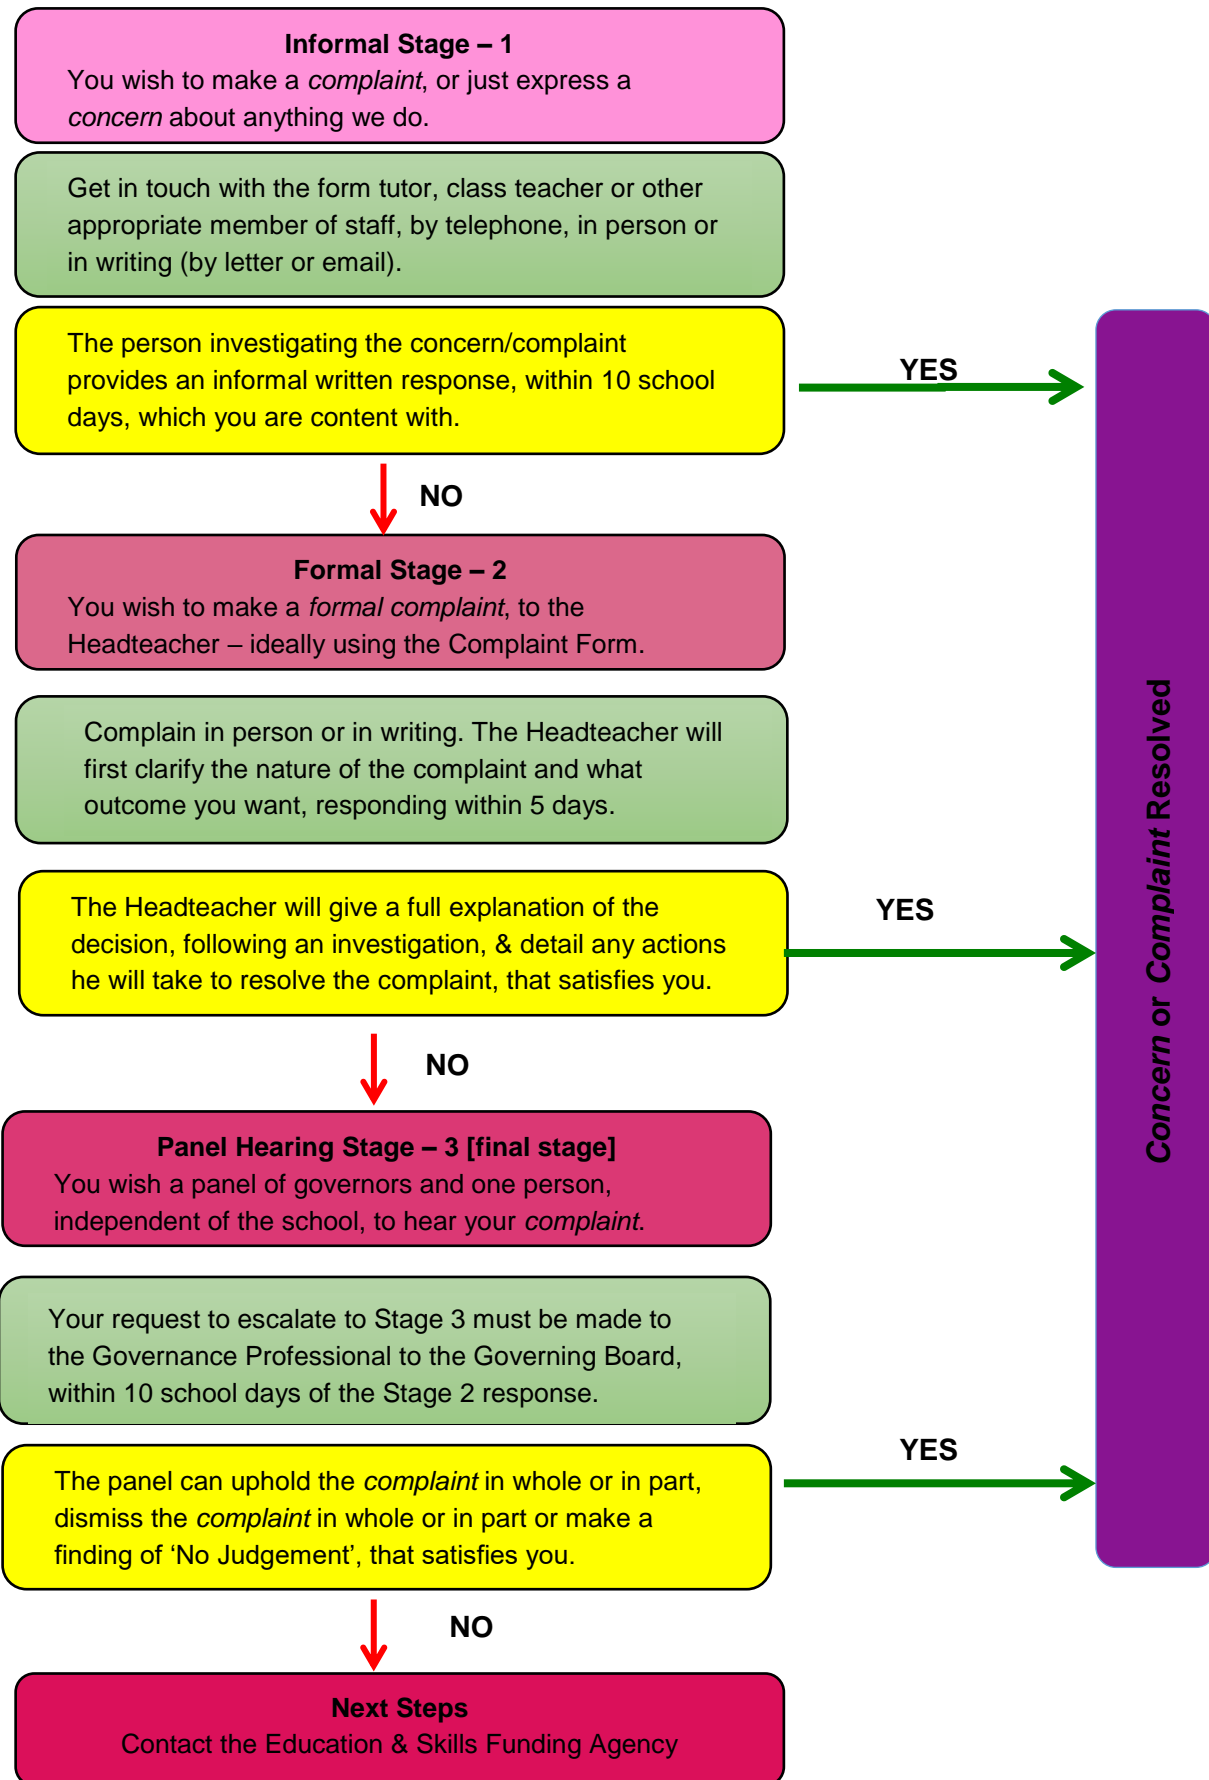 Informal Stage – 1
You wish to make a complaint, or just express a
concern about anything we do.
Get in touch with the form tutor, class teacher or other
appropriate member of staff, by telephone, in person or
in writing (by letter or email).
The person investigating the concern/complaint
provides an informal written response, within 10 school
days, which you are content with.
YES
NO
Formal Stage – 2
You wish to make a formal complaint, to the
Headteacher – ideally using the Complaint Form.
Complain in person or in writing. The Headteacher will
first clarify the nature of the complaint and what
outcome you want, responding within 5 days.
The Headteacher will give a full explanation of the
decision, following an investigation, & detail any actions
he will take to resolve the complaint, that satisfies you.
YES
NO
Panel Hearing Stage – 3 [final stage]
You wish a panel of governors and one person,
independent of the school, to hear your complaint.
Your request to escalate to Stage 3 must be made to
the Governance Professional to the Governing Board,
within 10 school days of the Stage 2 response.
The panel can uphold the complaint in whole or in part,
dismiss the complaint in whole or in part or make a
finding of ‘No Judgement’, that satisfies you.
YES
NO
Next Steps
Contact the Education & Skills Funding Agency
Concern or Complaint Resolved